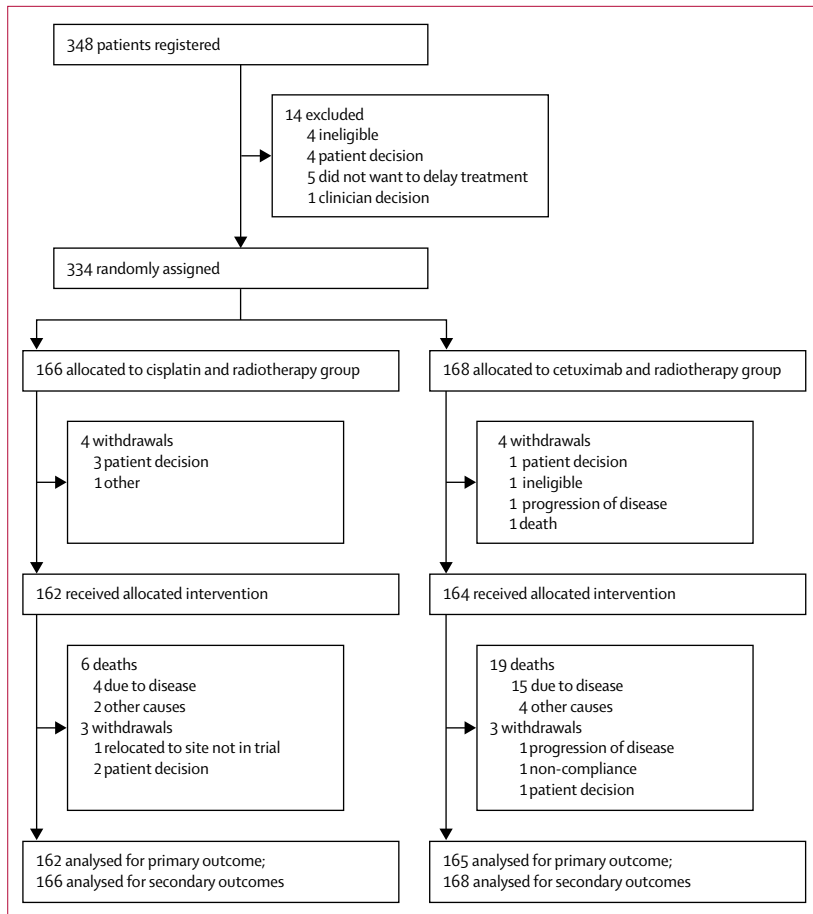 348 patients registered
14 excluded
4 ineligible
4 patient decision
5 did not want to delay treatment
1 clinician decision
334 randomly assigned
166 allocated to cisplatin and radiotherapy group
168 allocated to cetuximab and radiotherapy group
4 withdrawals
3 patient decision
1 other
4 withdrawals
1 patient decision
1 ineligible
1 progression of disease
1 death
162 received allocated intervention
164 received allocated intervention
6 deaths
4 due to disease
2 other causes
3 withdrawals
1 relocated to site not in trial
2 patient decision
19 deaths
15 due to disease
4 other causes
3 withdrawals
1 progression of disease
1 non-compliance
1 patient decision
162 analysed for primary outcome;
166 analysed for secondary outcomes
165 analysed for primary outcome;
168 analysed for secondary outcomes